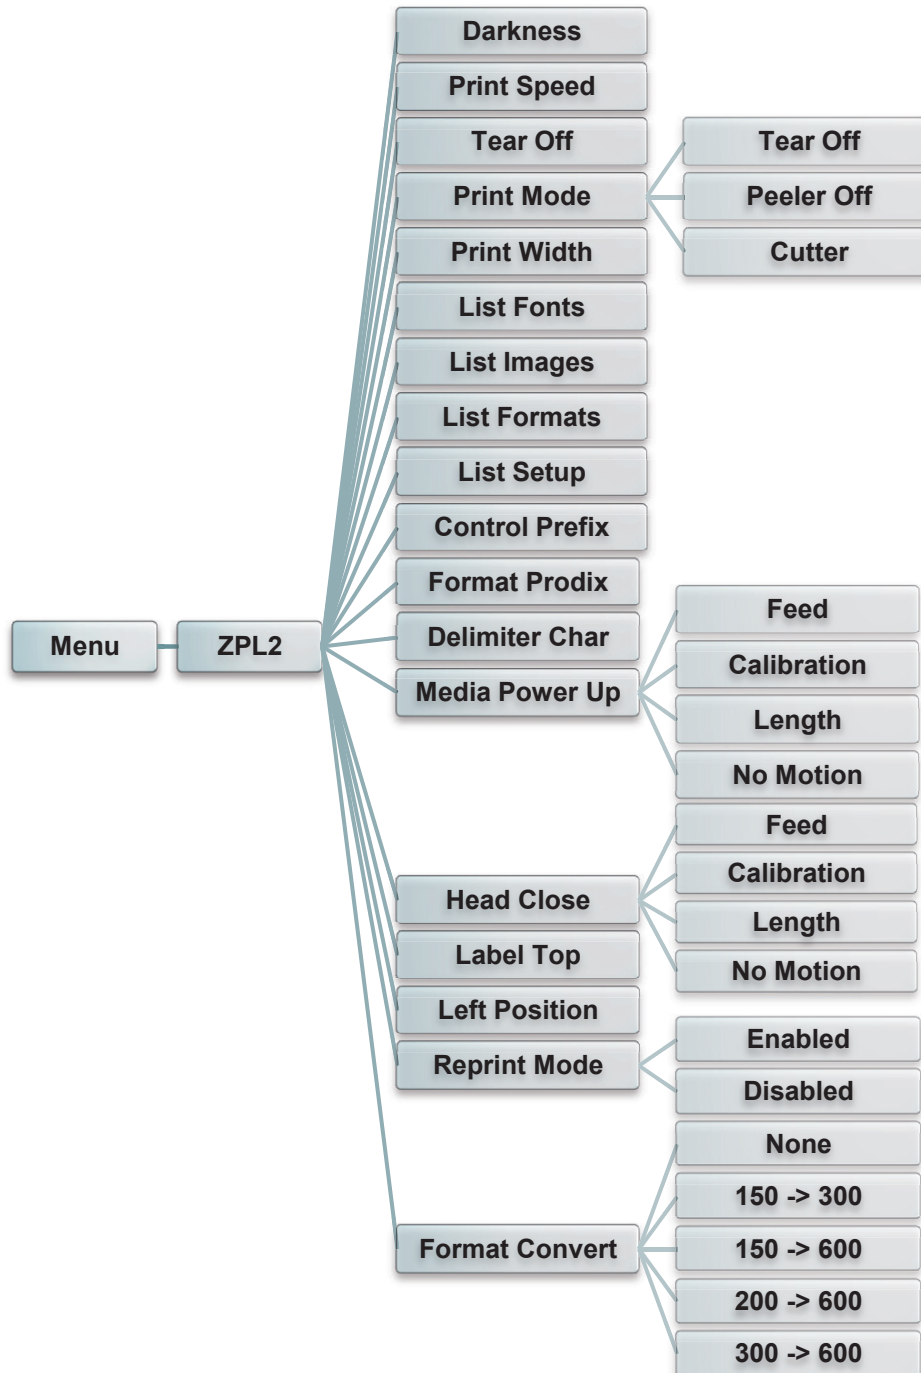 Darkness
Print Speed
Tear Off
Tear Off
Print Mode
Peeler Off
Cutter
Print Width
List Fonts
List Images
List Formats
List Setup
Control Prefix
Format Prodix
Menu
ZPL2
Delimiter Char
Media Power Up
Feed
Calibration
Length
No Motion
Head Close
Feed
Calibration
Length
No Motion
Label Top
Left Position
Reprint Mode
Enabled
Disabled
Format Convert
None
150 -> 300
150 -> 600
200 -> 600
300 -> 600